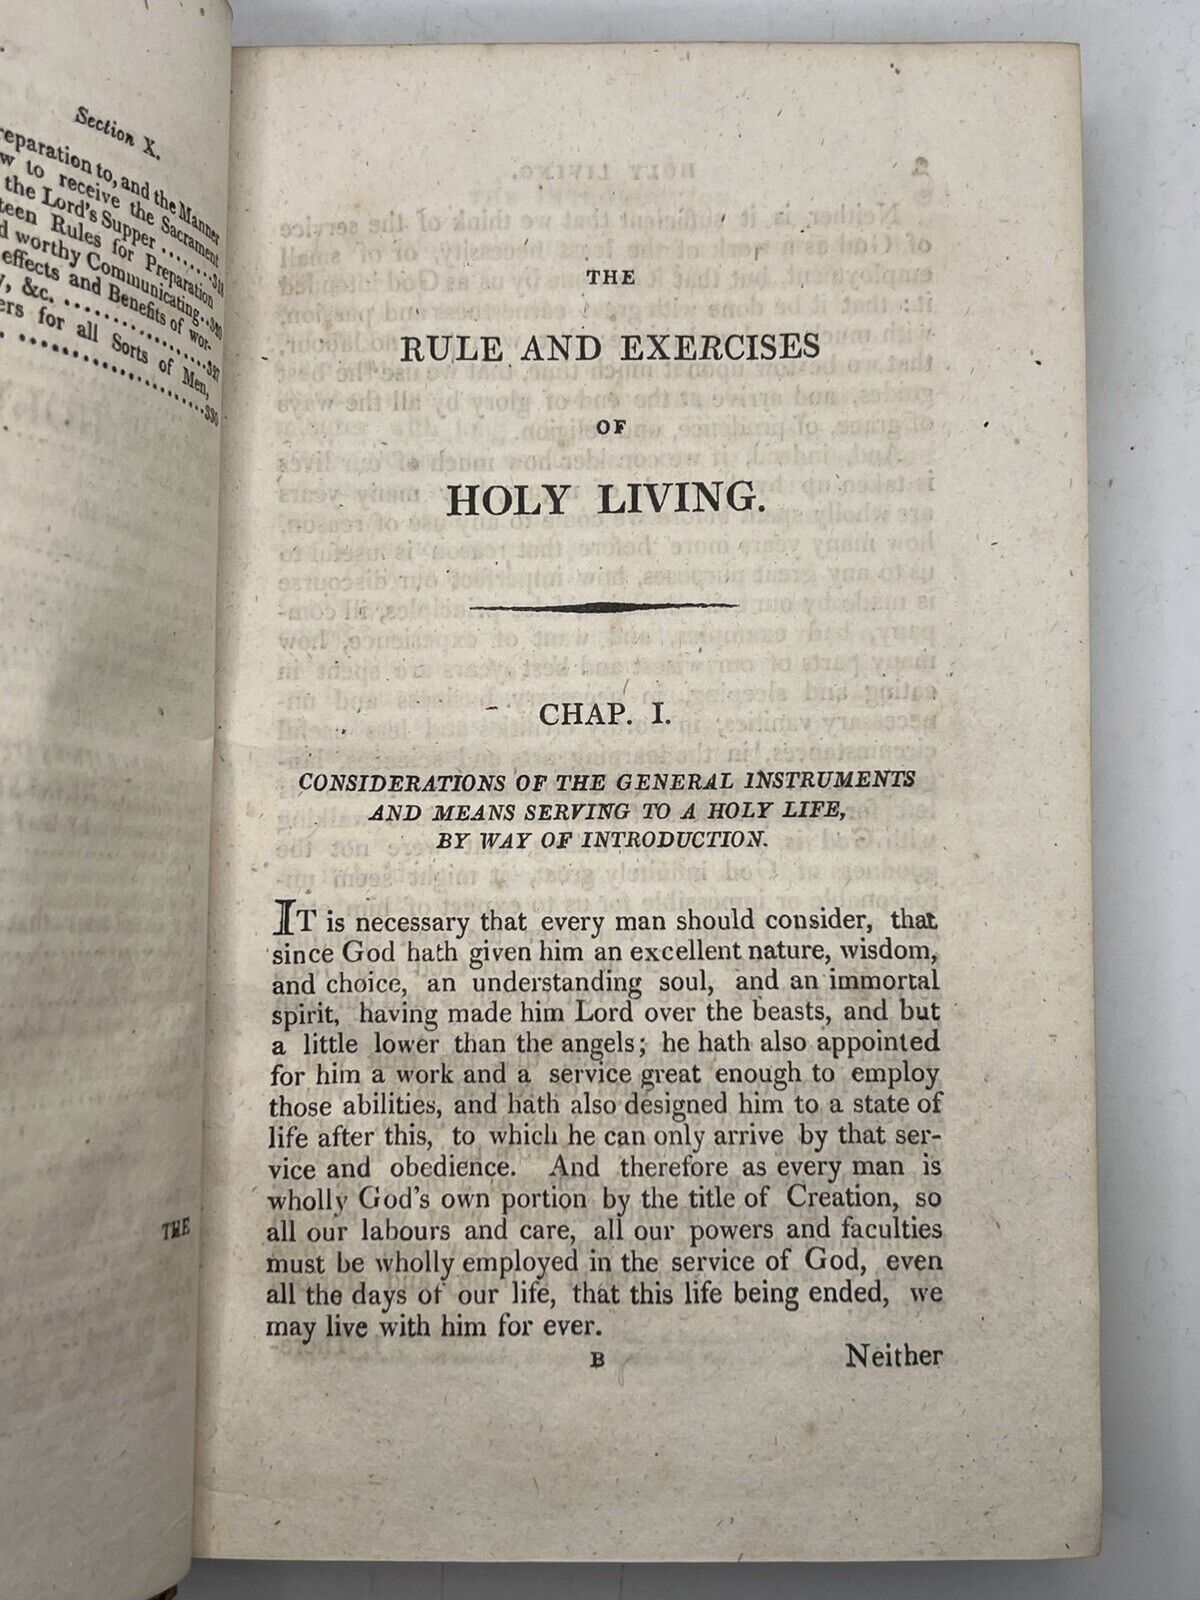 Section X.
reparation to, and the Manner
w to receive the Sacrament
the Lord's Supper
teen Rules for Preparation
d worthy Communicating..320
effects and Benefits of wor-
y, &c. ..................327
ers for all Sorts of Men,
..................330
THE
THE
RULE AND EXERCISES
OF
HOLY LIVING.
CHAP. I.
CONSIDERATIONS OF THE GENERAL INSTRUMENTS
AND MEANS SERVING TO A HOLY LIFE,
BY WAY OF INTRODUCTION.
IT is necessary that every man should consider, that
since God hath given him an excellent nature, wisdom,
and choice, an understanding soul, and an immortal
spirit, having made him Lord over the beasts, and but
a little lower than the angels; he hath also appointed
for him a work and a service great enough to employ
those abilities, and hath also designed him to a state of
life after this, to which he can only arrive by that ser-
vice and obedience. And therefore as every man is
wholly God's own portion by the title of Creation, so
all our labours and care, all our powers and faculties
must be wholly employed in the service of God, even
all the days of our life, that this life being ended, we
may live with him for ever.
B Neither